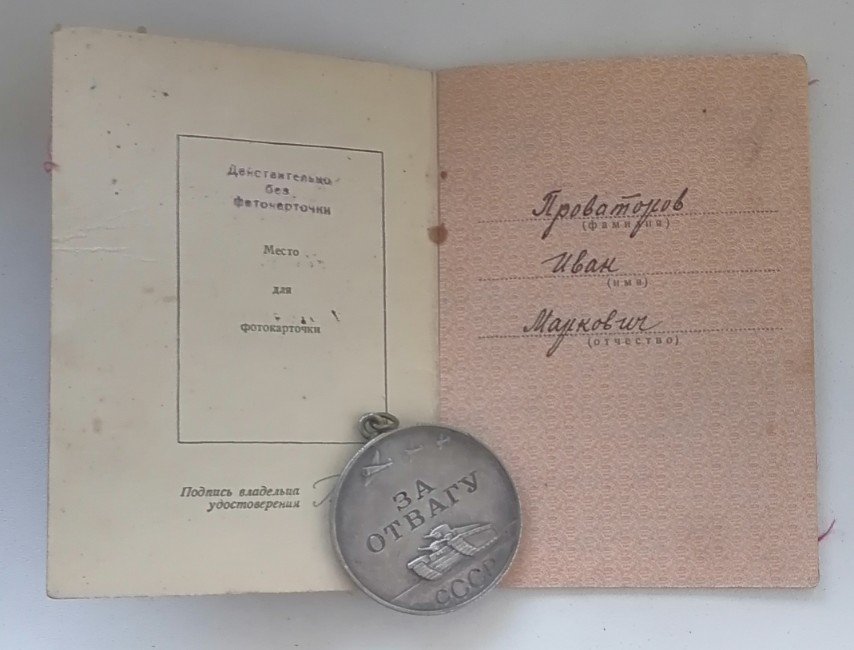 Действительно
без
фотокарточки
Место
для
фотокарточки
Подпись владельца
удостоверения
Проваторов
(фамилия)
Иван
(имя)
Маркович
(отчество)
ЗА
ОТВАГУ
СССР